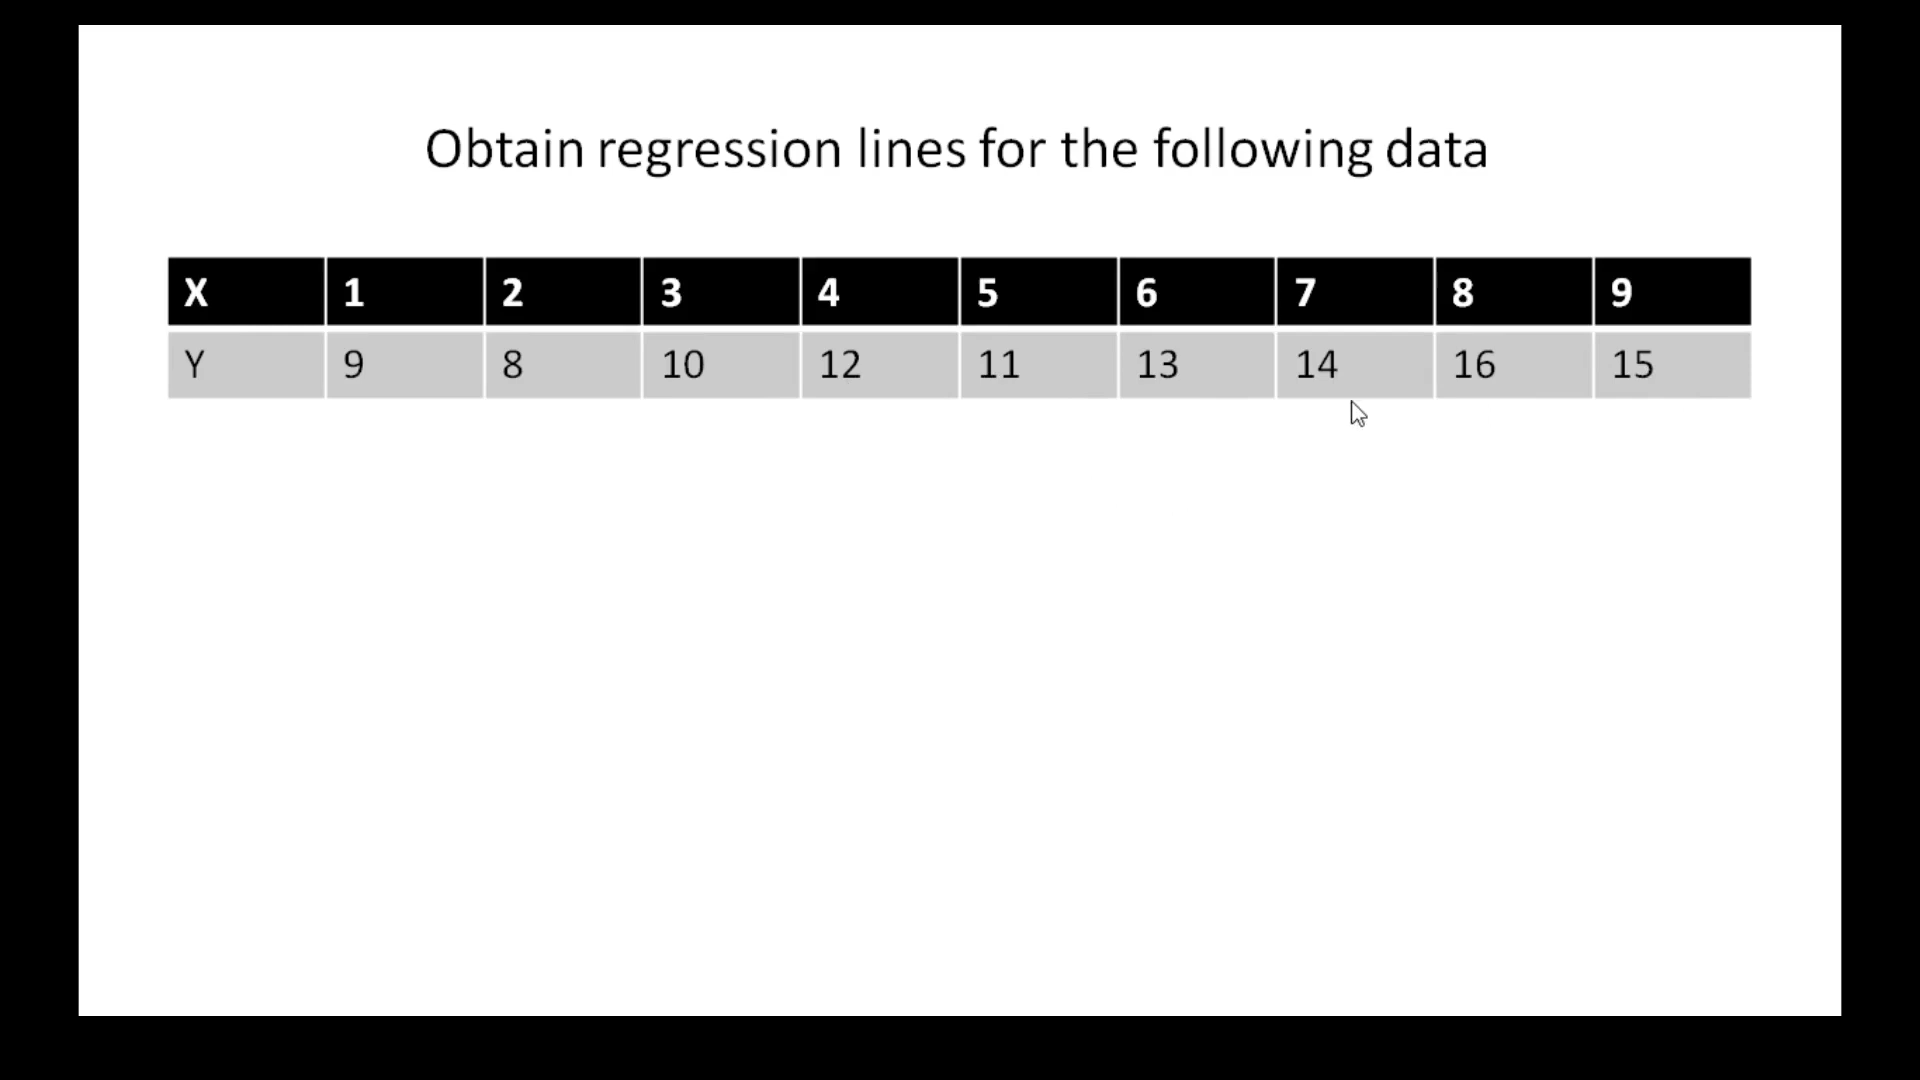 Obtain regression lines for the following data
X 1 2 3 4 5 6 7 8 9
Y 9 8 10 12 11 13 14 16 15